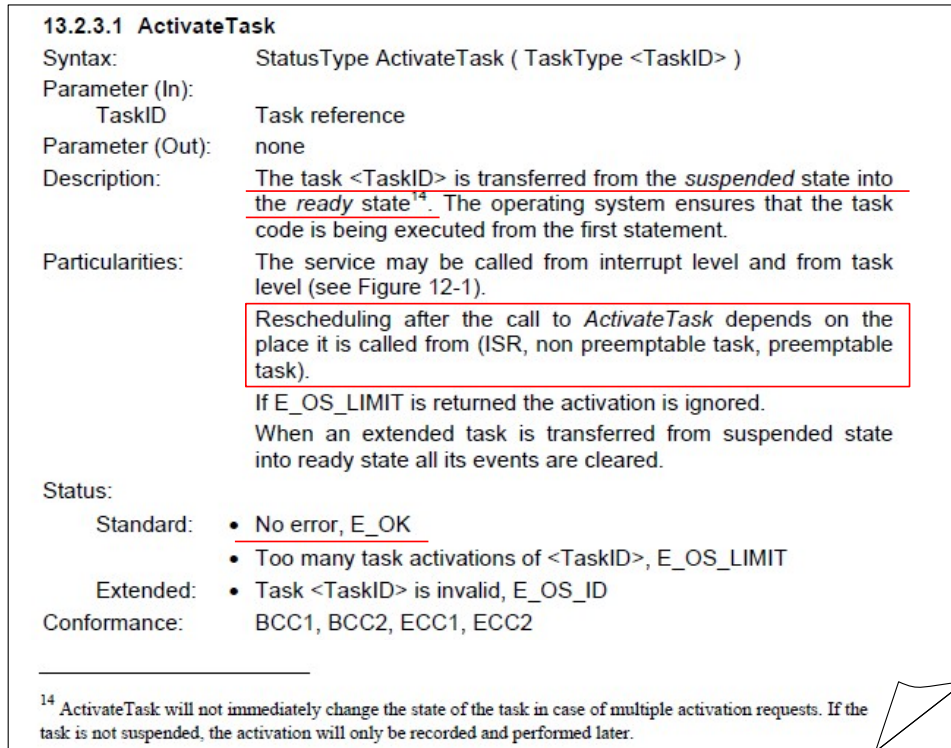 13.2.3.1 ActivateTask
Syntax: StatusType ActivateTask ( TaskType <TaskID> )
Parameter (In):
TaskID Task reference
Parameter (Out): none
Description: The task <TaskID> is transferred from the suspended state into
the ready state14. The operating system ensures that the task
code is being executed from the first statement.
Particularities: The service may be called from interrupt level and from task
level (see Figure 12-1).
Rescheduling after the call to ActivateTask depends on the
place it is called from (ISR, non preemptable task, preemptable
task).
If E_OS_LIMIT is returned the activation is ignored.
When an extended task is transferred from suspended state
into ready state all its events are cleared.
Status:
Standard: • No error, E_OK
• Too many task activations of <TaskID>, E_OS_LIMIT
Extended: • Task <TaskID> is invalid, E_OS_ID
Conformance: BCC1, BCC2, ECC1, ECC2
14 ActivateTask will not immediately change the state of the task in case of multiple activation requests. If the
task is not suspended, the activation will only be recorded and performed later.